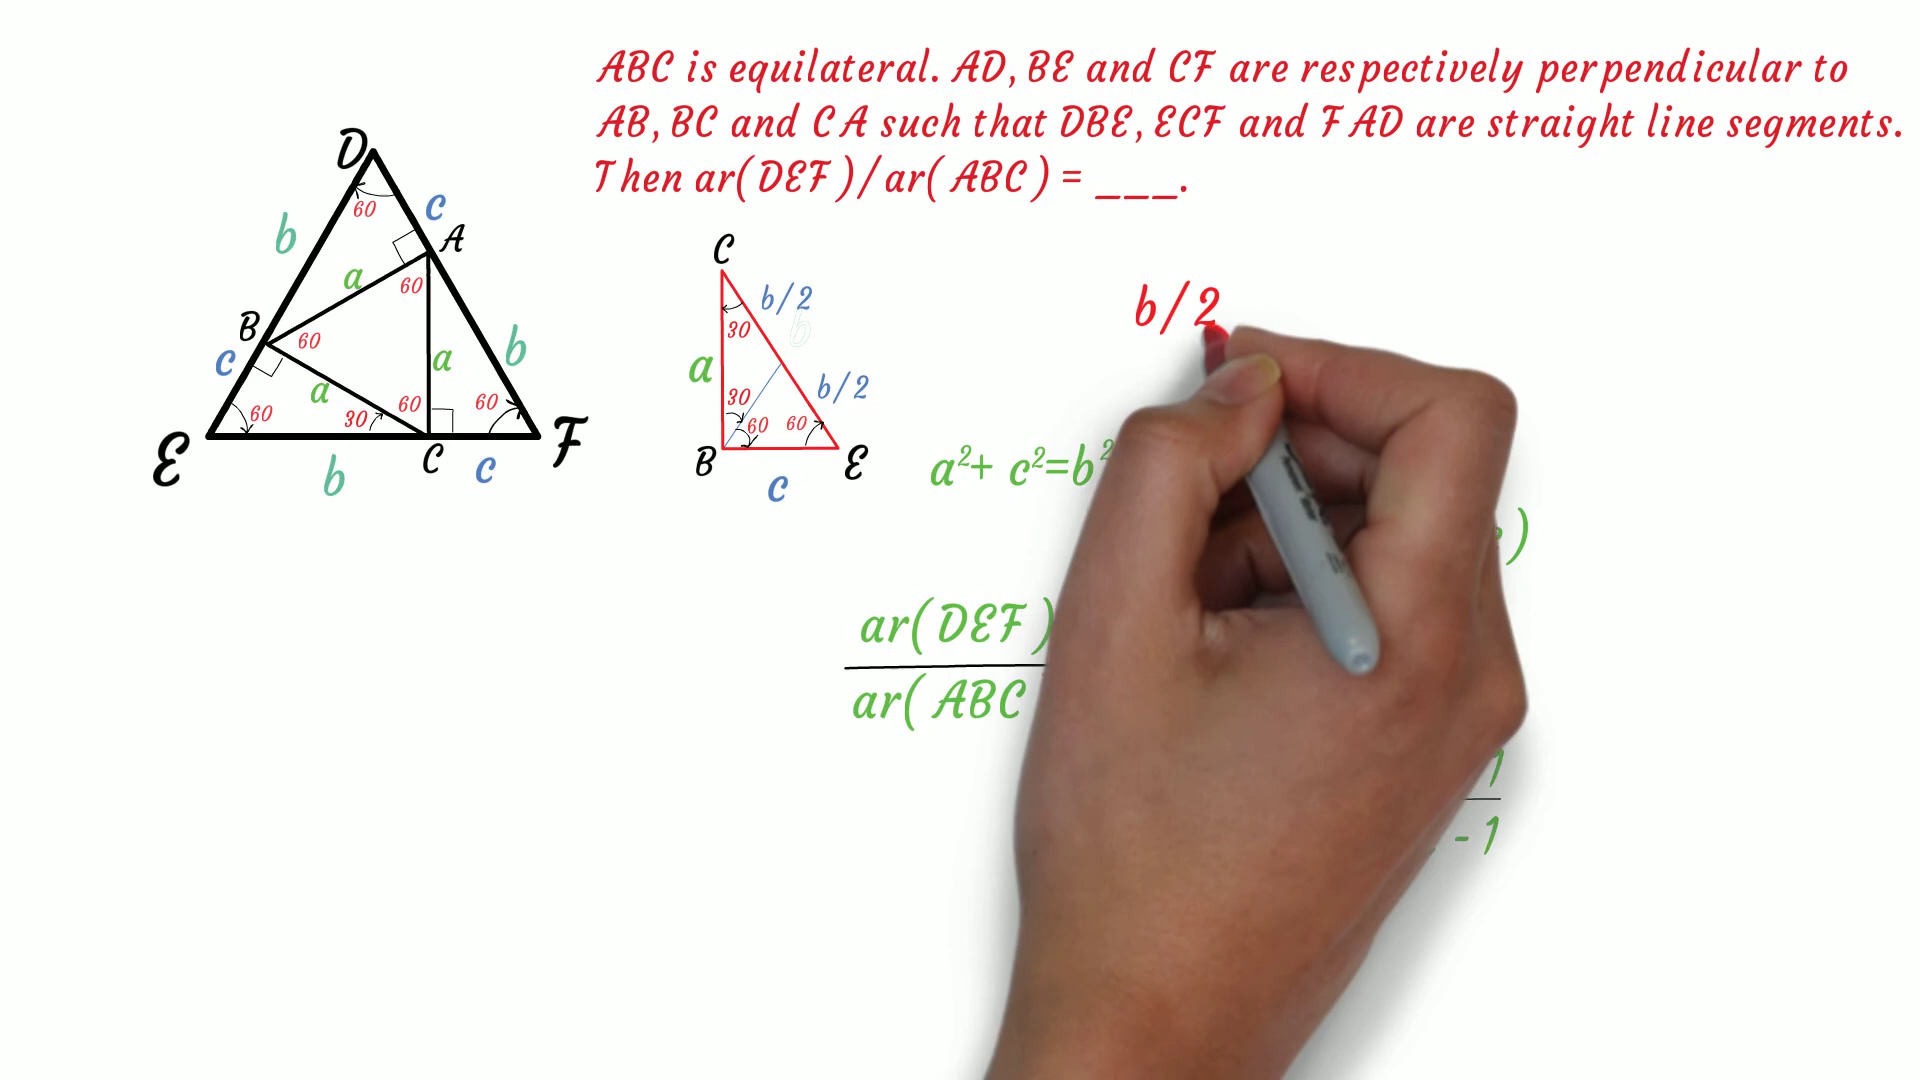 ABC is equilateral. AD, BE and CF are respectively perpendicular to
AB, BC and CA such that DBE, ECF and FAD are straight line segments.
Then ar(DEF)/ar(ABC) = ___.
D
60
c
b
A
a
60
B
60
c
a
a
b
60
30
60
60
E
C
F
b
c
C
b/2
b
30
a
b/2
30
60
60
B
E
c
b/2
a²+ c²=b²
)
ar(DEF)
ar(ABC
1
-1